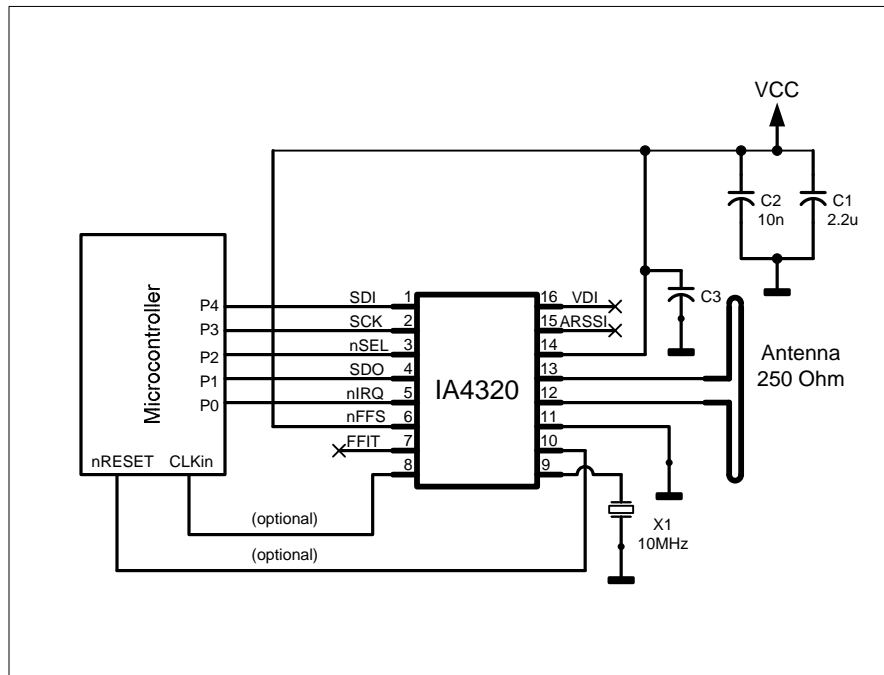 VCC
C2
10n
C1
2.2u
Microcontroller
P4
P3
P2
P1
P0
nRESET
CLKin
SDI
SCK
nSEL
SDO
nIRQ
nFFS
FFIT
1
2
3
4
5
6
7
8
IA4320
16
15
14
13
12
11
10
9
VDI
ARSSI
C3
Antenna
250 Ohm
X1
10MHz
(optional)
(optional)